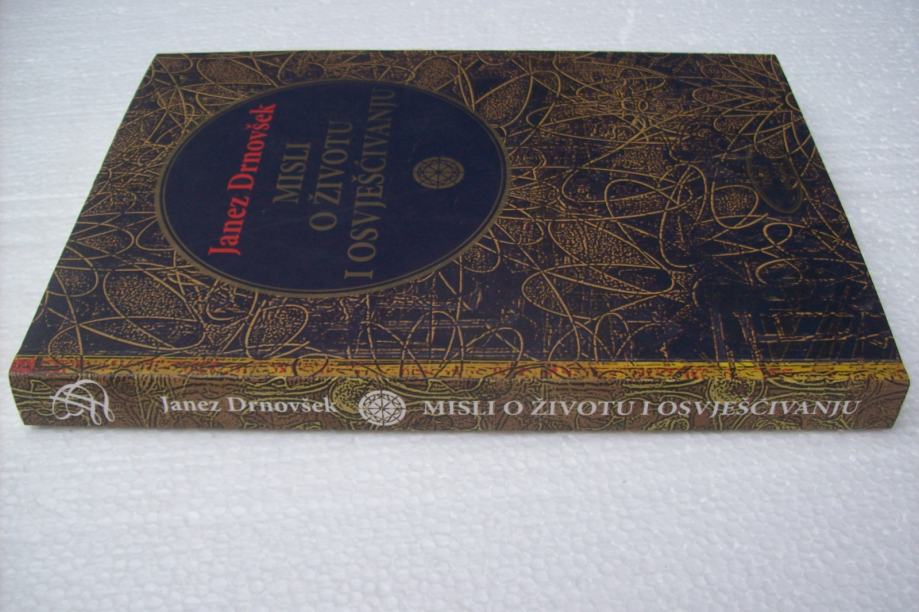 Janez Drnovšek
MISLI
O ŽIVOTU
I OSVJEŠĆIVANJU
Janez Drnovšek MISLI O ŽIVOTU I OSVJEŠĆIVANJU